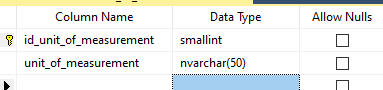 Column Name Data Type Allow Nulls
id_unit_of_measurement smallint
unit_of_measurement nvarchar(50)